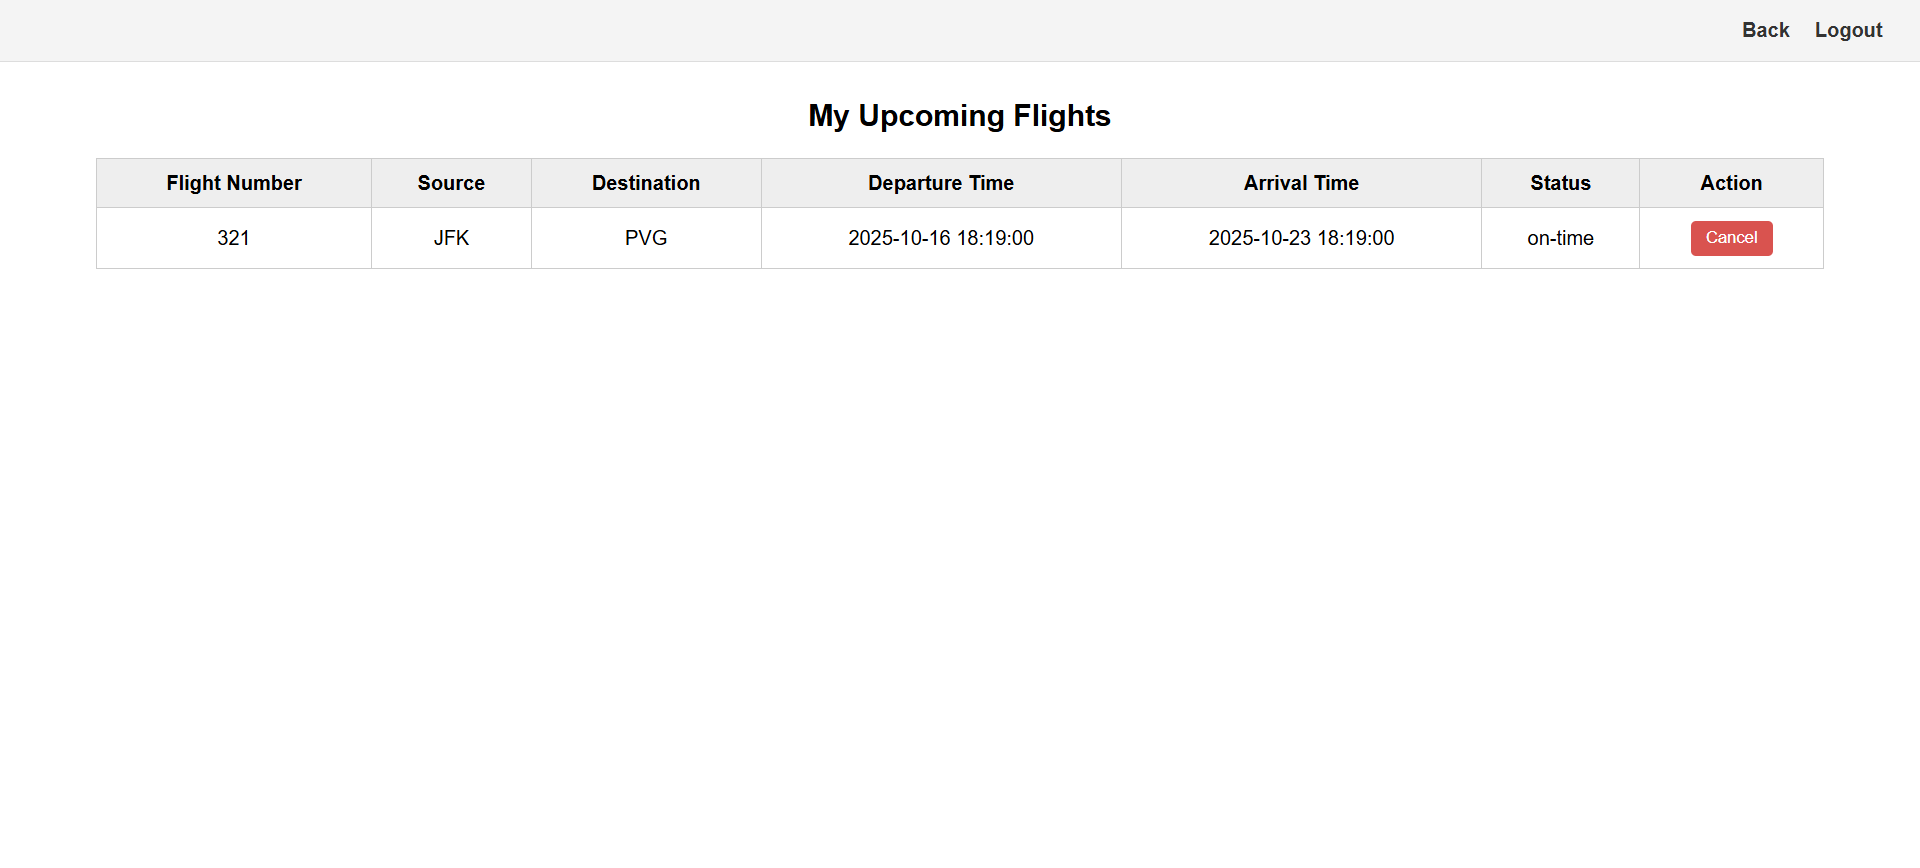 Back Logout
My Upcoming Flights
Flight Number Source Destination Departure Time Arrival Time Status Action
321 JFK PVG 2025-10-16 18:19:00 2025-10-23 18:19:00 on-time Cancel